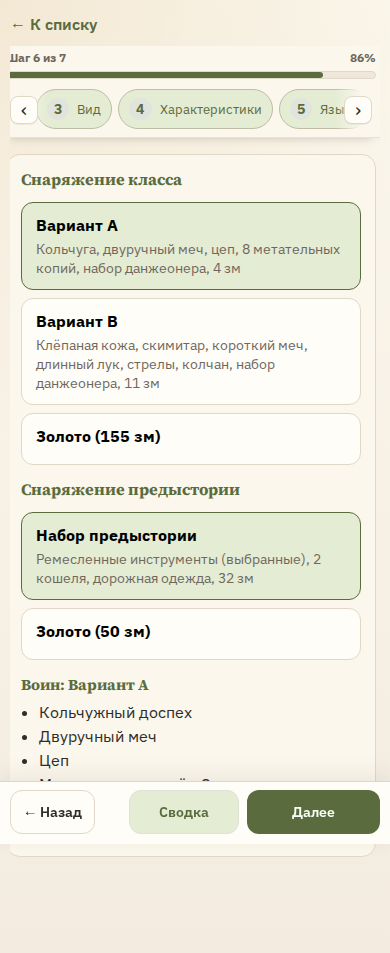 ← К списку
Шаг 6 из 7 86%
‹ 3 Вид 4 Характеристики 5 Язы ›
Снаряжение класса
Вариант A
Кольчуга, двуручный меч, цеп, 8 метательных
копий, набор данжеонера, 4 зм
Вариант B
Клёпаная кожа, скимитар, короткий меч,
длинный лук, стрелы, колчан, набор
данжеонера, 11 зм
Золото (155 зм)
Снаряжение предыстории
Набор предыстории
Ремесленные инструменты (выбранные), 2
кошеля, дорожная одежда, 32 зм
Золото (50 зм)
Воин: Вариант A
• Кольчужный доспех
• Двуручный меч
• Цеп
← Назад Сводка Далее